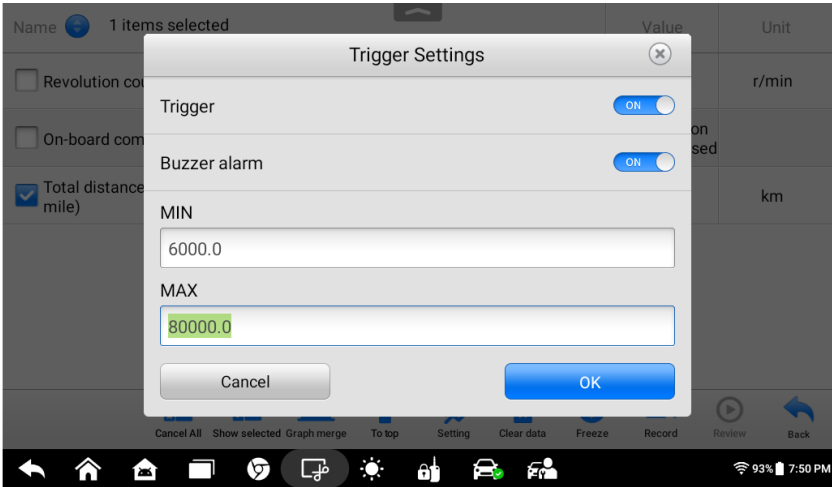 Name 1 items selected Value Unit
Trigger Settings
Revolution cou r/min
Trigger ON
On-board com on
sed
Buzzer alarm ON
Total distance km
mile)
MIN
6000.0
MAX
80000.0
Cancel OK
Cancel All Show selected Graph merge To top Setting Clear data Freeze Record Review Back
93% 7:50 PM